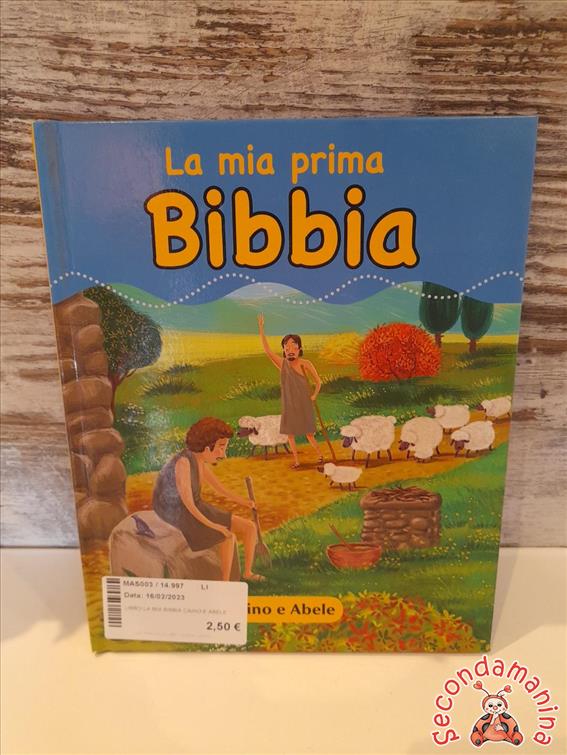 La mia prima
Bibbia
MAS003 / 14.997 LI
Data: 16/02/2023
LIBRO LA MIA BIBBIA CAINO E ABELE
2,50 €
ino e Abele
Secondamanina